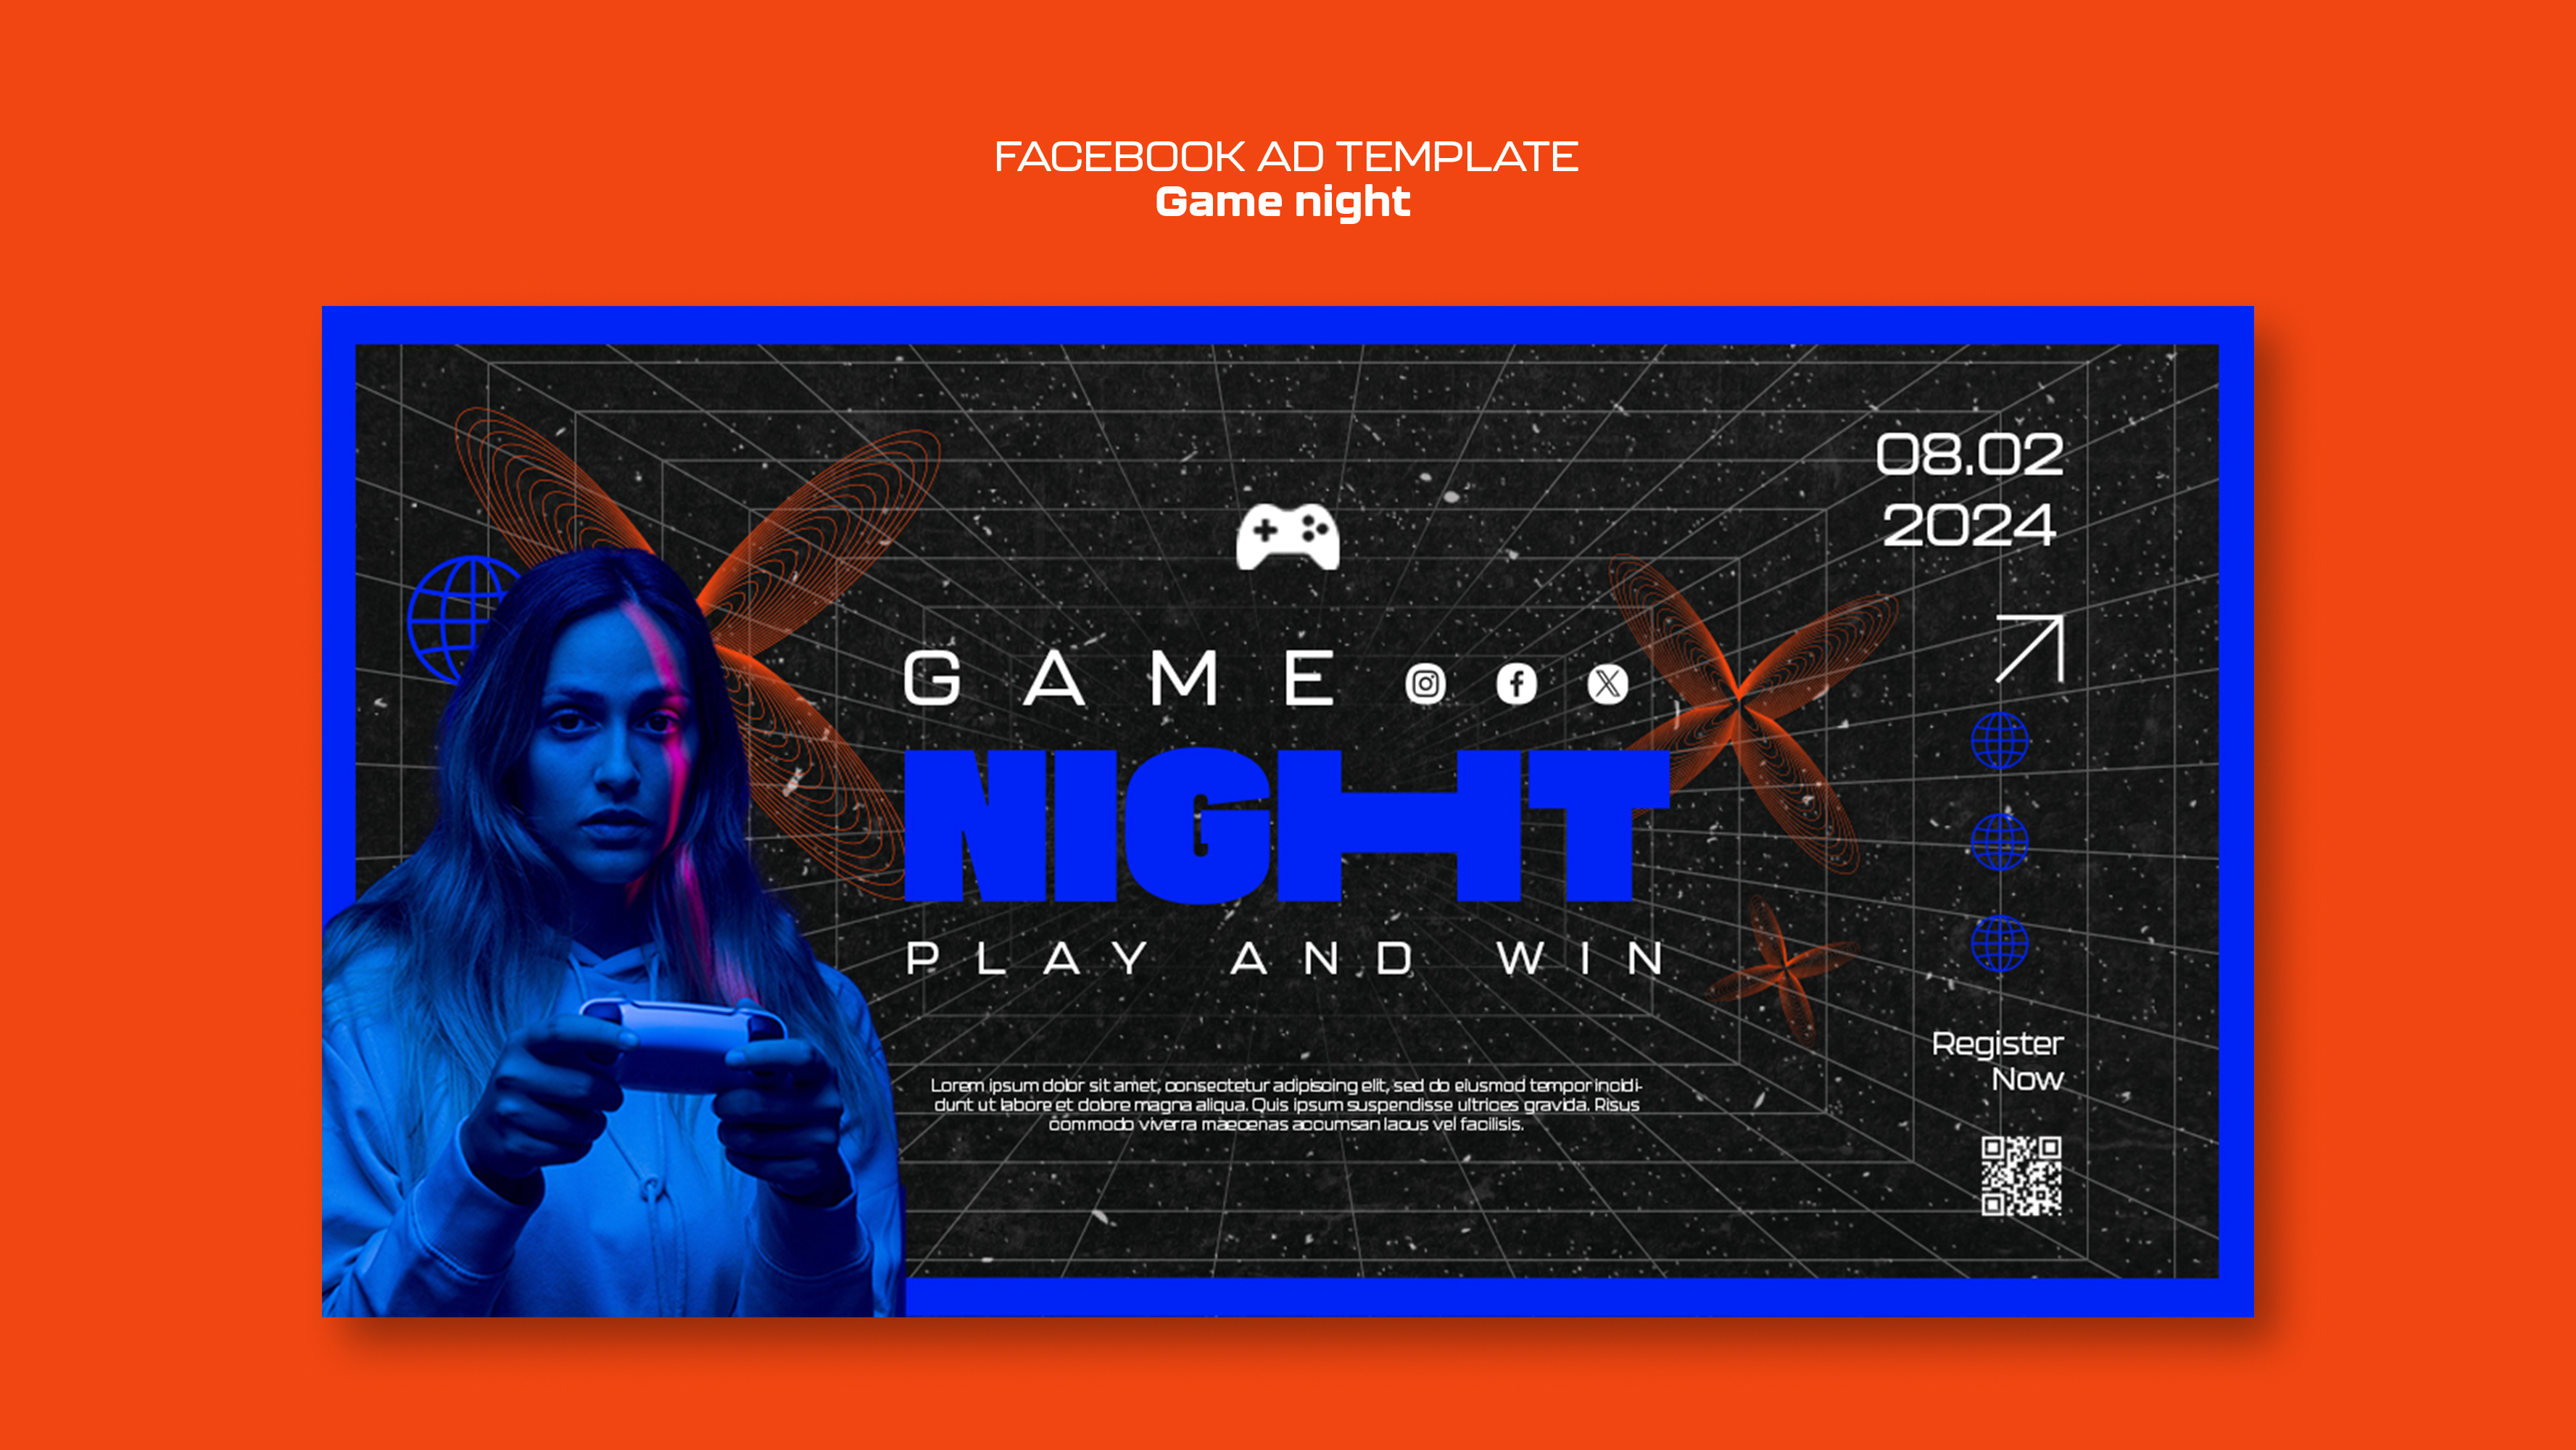 FACEBOOK AD TEMPLATE
Game night
08.02
2024
GAME
NIGHT
PLAY AND WIN
Lorem ipsum dolor sit amet, consectetur adipiscing elit, sed do eiusmod tempor incidi-
dunt ut labore et dolore magna aliqua. Quis ipsum suspendisse ultrices gravida. Risus
commodo viverra maecenas accumsan lacus vel facilisis.
Register
Now